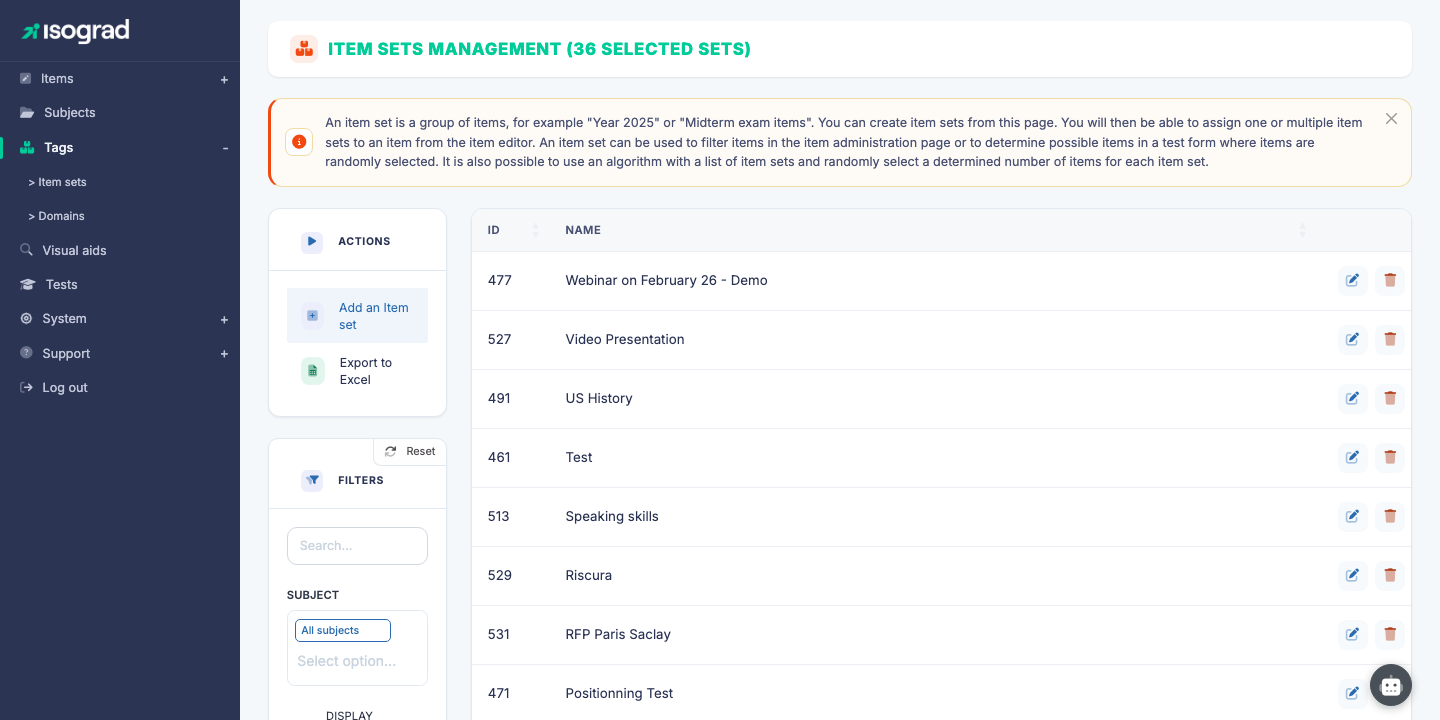 isograd
Items +
Subjects
Tags -
> Item sets
> Domains
Visual aids
Tests
System +
Support +
Log out
ITEM SETS MANAGEMENT (36 SELECTED SETS)
An item set is a group of items, for example "Year 2025" or "Midterm exam items". You can create item sets from this page. You will then be able to assign one or multiple item
sets to an item from the item editor. An item set can be used to filter items in the item administration page or to determine possible items in a test form where items are
randomly selected. It is also possible to use an algorithm with a list of item sets and randomly select a determined number of items for each item set.
ACTIONS
Add an Item
set
Export to
Excel
Reset
FILTERS
Search...
SUBJECT
All subjects
Select option...
DISPLAY
ID NAME
477 Webinar on February 26 - Demo
527 Video Presentation
491 US History
461 Test
513 Speaking skills
529 Riscura
531 RFP Paris Saclay
471 Positionning Test